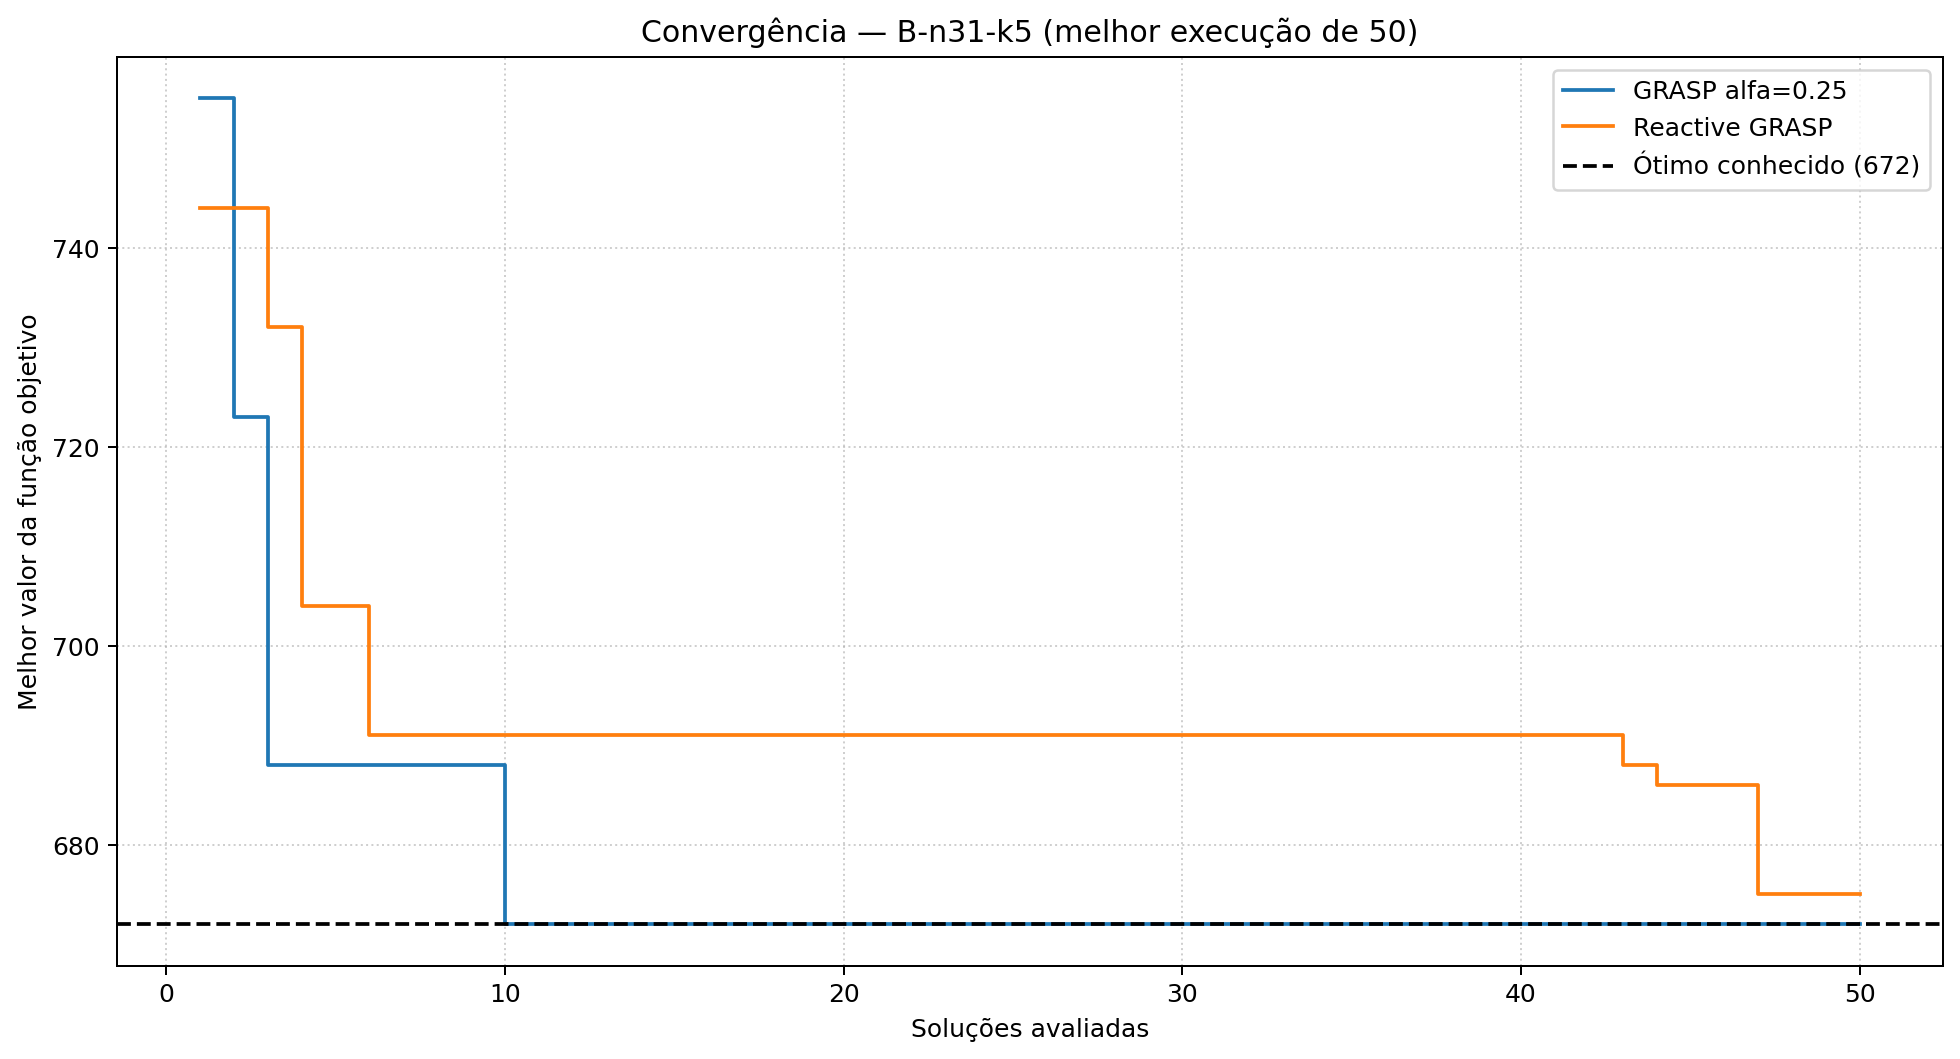 Convergência — B-n31-k5 (melhor execução de 50)
GRASP alfa=0.25
Reactive GRASP
Ótimo conhecido (672)
Melhor valor da função objetivo
740
720
700
680
0 10 20 30 40 50
Soluções avaliadas